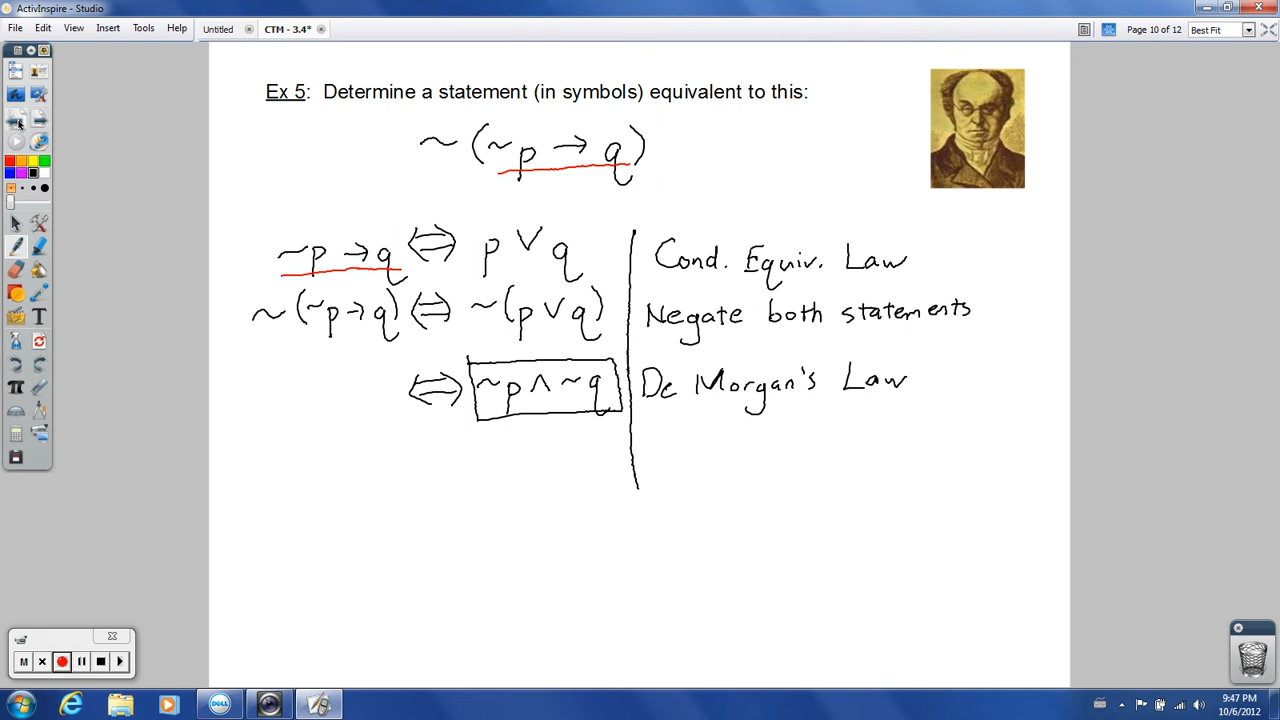 ActivInspire - Studio
File Edit View Insert Tools Help Untitled CTM - 3.4* Page 10 of 12 Best Fit
Ex 5: Determine a statement (in symbols) equivalent to this:
~(~p → q)
~p → q ⇔ p ∨ q Cond. Equiv. Law
~(~p → q) ⇔ ~(p ∨ q) Negate both statements
⇔ ~p ∧ ~q De Morgan's Law
M
DELL
9:47 PM
10/6/2012